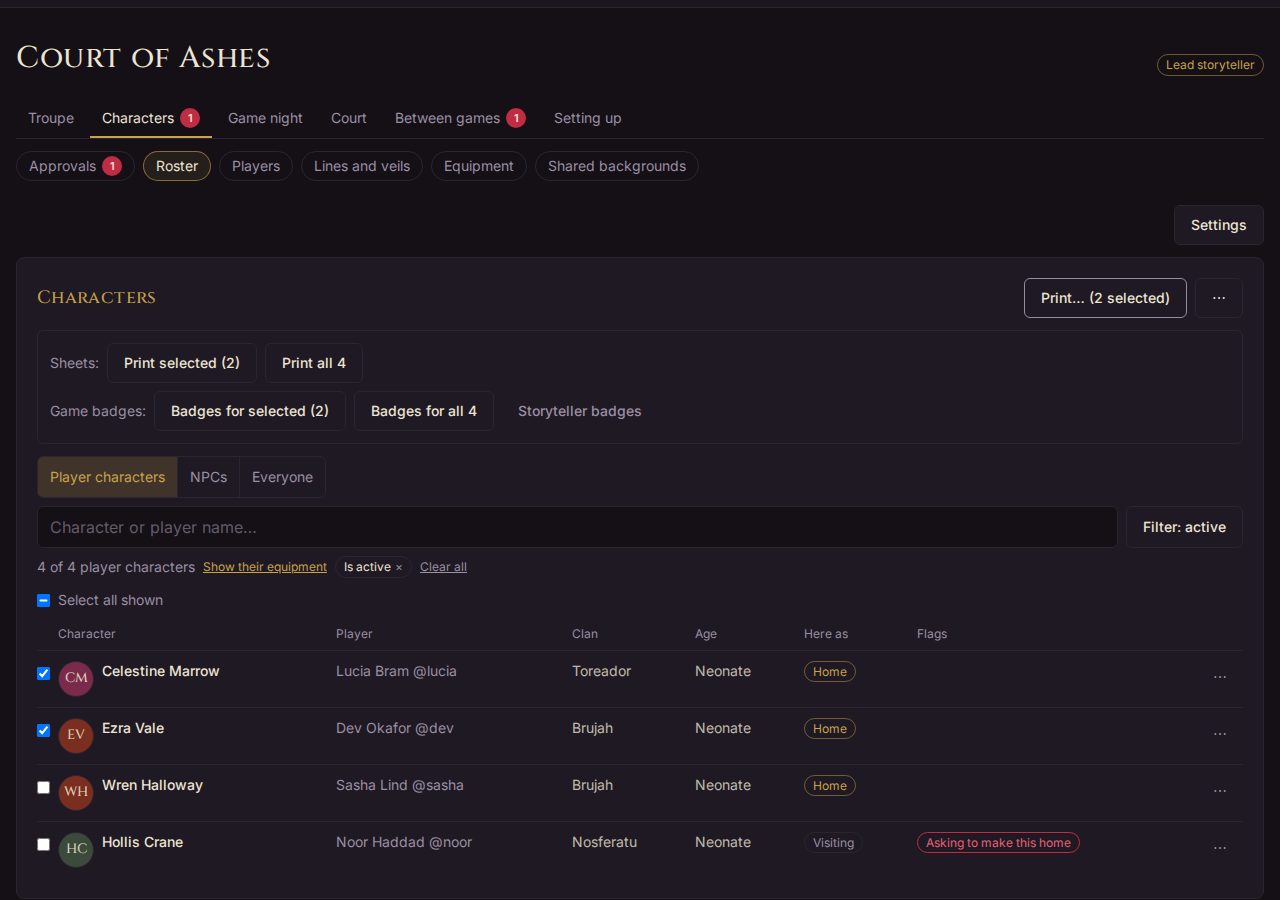 Court of Ashes
Lead storyteller
Troupe Characters 1 Game night Court Between games 1 Setting up
Approvals 1 Roster Players Lines and veils Equipment Shared backgrounds
Settings
Characters Print... (2 selected) ...
Sheets: Print selected (2) Print all 4
Game badges: Badges for selected (2) Badges for all 4 Storyteller badges
Player characters NPCs Everyone
Character or player name... Filter: active
4 of 4 player characters Show their equipment Is active × Clear all
Select all shown
Character Player Clan Age Here as Flags
CM Celestine Marrow Lucia Bram @lucia Toreador Neonate Home ...
EV Ezra Vale Dev Okafor @dev Brujah Neonate Home ...
WH Wren Halloway Sasha Lind @sasha Brujah Neonate Home ...
HC Hollis Crane Noor Haddad @noor Nosferatu Neonate Visiting Asking to make this home ...